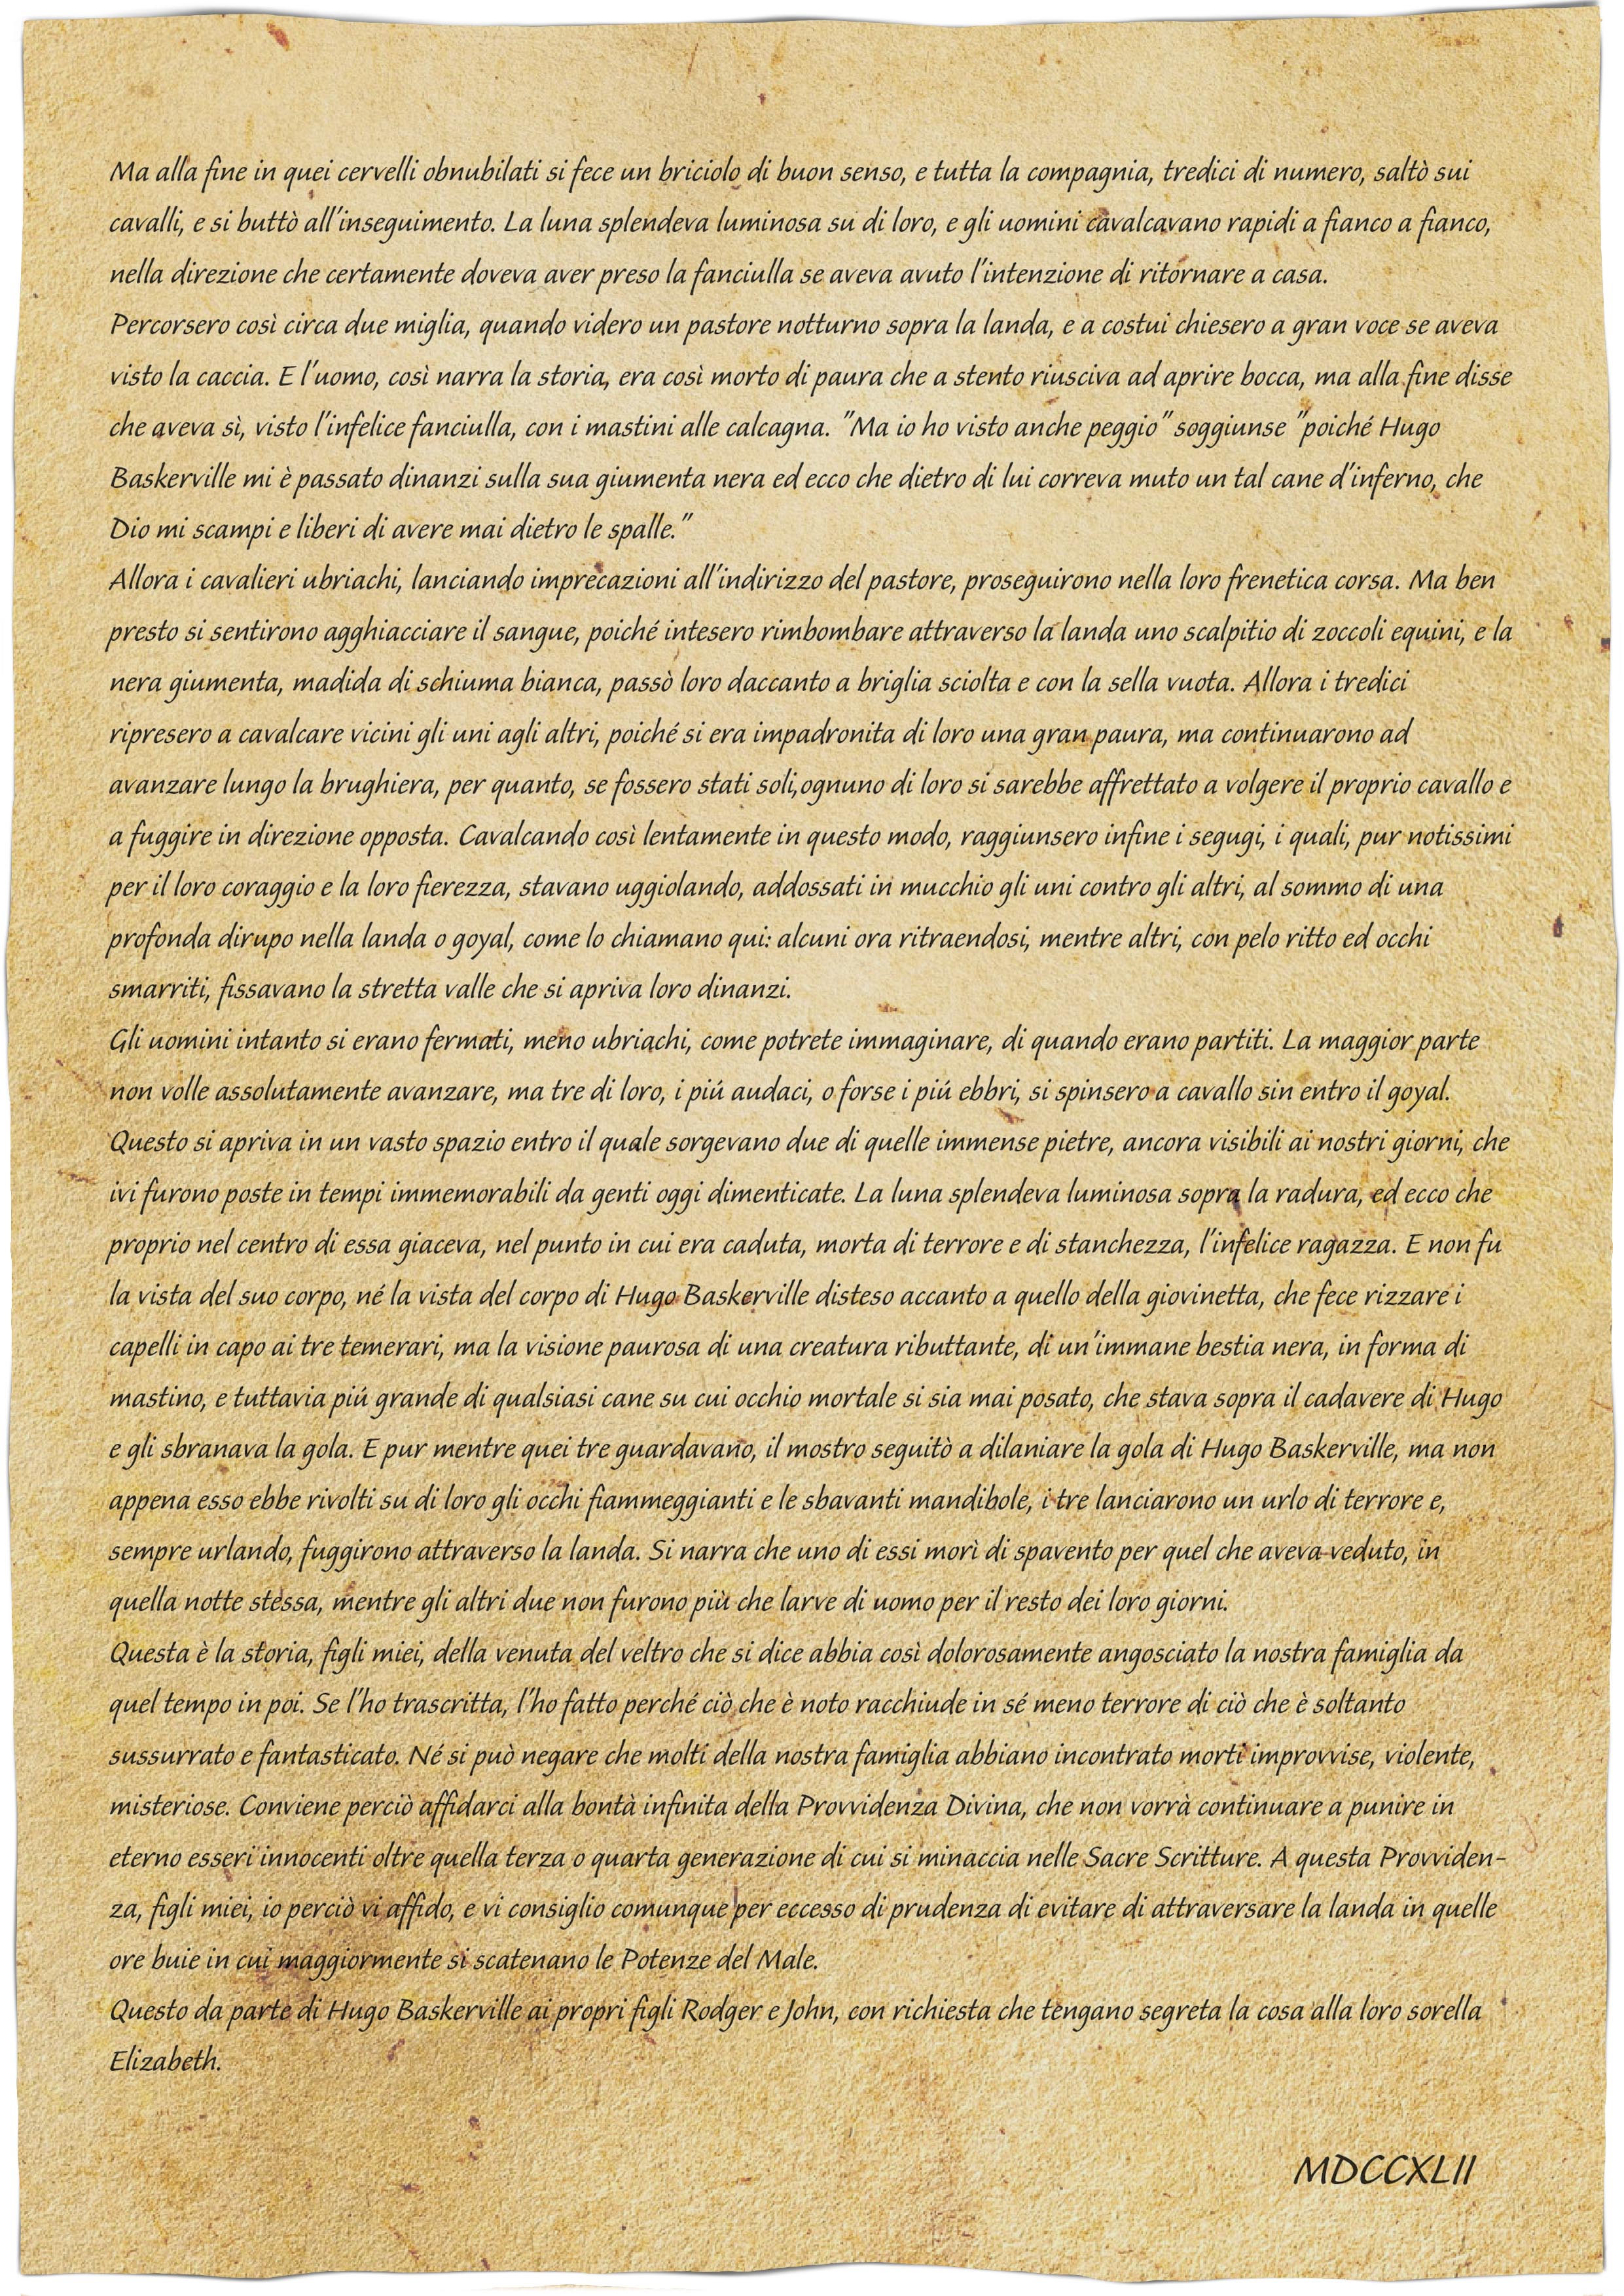 Ma alla fine in quei cervelli obnubilati si fece un briciolo di buon senso, e tutta la compagnia, tredici di numero, saltò sui
cavalli, e si buttò all'inseguimento. La luna splendeva luminosa su di loro, e gli uomini cavalcavano rapidi a fianco a fianco,
nella direzione che certamente doveva aver preso la fanciulla se aveva avuto l'intenzione di ritornare a casa.
Percorsero così circa due miglia, quando videro un pastore notturno sopra la landa, e a costui chiesero a gran voce se aveva
visto la caccia. E l'uomo, così narra la storia, era così morto di paura che a stento riusciva ad aprire bocca, ma alla fine disse
che aveva sì, visto l'infelice fanciulla, con i mastini alle calcagna. "Ma io ho visto anche peggio" soggiunse "poiché Hugo
Baskerville mi è passato dinanzi sulla sua giumenta nera ed ecco che dietro di lui correva muto un tal cane d'inferno, che
Dio mi scampi e liberi di avere mai dietro le spalle."
Allora i cavalieri ubriachi, lanciando imprecazioni all'indirizzo del pastore, proseguirono nella loro frenetica corsa. Ma ben
presto si sentirono agghiacciare il sangue, poiché intesero rimbombare attraverso la landa uno scalpitio di zoccoli equini, e la
nera giumenta, madida di schiuma bianca, passò loro daccanto a briglia sciolta e con la sella vuota. Allora i tredici
ripresero a cavalcare vicini gli uni agli altri, poiché si era impadronita di loro una gran paura, ma continuarono ad
avanzare lungo la brughiera, per quanto, se fossero stati soli,ognuno di loro si sarebbe affrettato a volgere il proprio cavallo e
a fuggire in direzione opposta. Cavalcando così lentamente in questo modo, raggiunsero infine i segugi, i quali, pur notissimi
per il loro coraggio e la loro fierezza, stavano uggiolando, addossati in mucchio gli uni contro gli altri, al sommo di una
profonda dirupo nella landa o goyal, come lo chiamano qui: alcuni ora ritraendosi, mentre altri, con pelo ritto ed occhi
smarriti, fissavano la stretta valle che si apriva loro dinanzi.
Gli uomini intanto si erano fermati, meno ubriachi, come potrete immaginare, di quando erano partiti. La maggior parte
non volle assolutamente avanzare, ma tre di loro, i piú audaci, o forse i piú ebbri, si spinsero a cavallo sin entro il goyal.
Questo si apriva in un vasto spazio entro il quale sorgevano due di quelle immense pietre, ancora visibili ai nostri giorni, che
ivi furono poste in tempi immemorabili da genti oggi dimenticate. La luna splendeva luminosa sopra la radura, ed ecco che
proprio nel centro di essa giaceva, nel punto in cui era caduta, morta di terrore e di stanchezza, l'infelice ragazza. E non fu
la vista del suo corpo, né la vista del corpo di Hugo Baskerville disteso accanto a quello della giovinetta, che fece rizzare i
capelli in capo ai tre temerari, ma la visione paurosa di una creatura ributtante, di un'immane bestia nera, in forma di
mastino, e tuttavia piú grande di qualsiasi cane su cui occhio mortale si sia mai posato, che stava sopra il cadavere di Hugo
e gli sbranava la gola. E pur mentre quei tre guardavano, il mostro seguitò a dilaniare la gola di Hugo Baskerville, ma non
appena esso ebbe rivolti su di loro gli occhi fiammeggianti e le sbavanti mandibole, i tre lanciarono un urlo di terrore e,
sempre urlando, fuggirono attraverso la landa. Si narra che uno di essi morì di spavento per quel che aveva veduto, in
quella notte stessa, mentre gli altri due non furono più che larve di uomo per il resto dei loro giorni.
Questa è la storia, figli miei, della venuta del veltro che si dice abbia così dolorosamente angosciato la nostra famiglia da
quel tempo in poi. Se l'ho trascritta, l'ho fatto perché ciò che è noto racchiude in sé meno terrore di ciò che è soltanto
sussurrato e fantasticato. Né si può negare che molti della nostra famiglia abbiano incontrato morti improvvise, violente,
misteriose. Conviene perciò affidarci alla bontà infinita della Provvidenza Divina, che non vorrà continuare a punire in
eterno esseri innocenti oltre quella terza o quarta generazione di cui si minaccia nelle Sacre Scritture. A questa Provviden-
za, figli miei, io perciò vi affido, e vi consiglio comunque per eccesso di prudenza di evitare di attraversare la landa in quelle
ore buie in cui maggiormente si scatenano le Potenze del Male.
Questo da parte di Hugo Baskerville ai propri figli Rodger e John, con richiesta che tengano segreta la cosa alla loro sorella
Elizabeth.
MDCCXLII